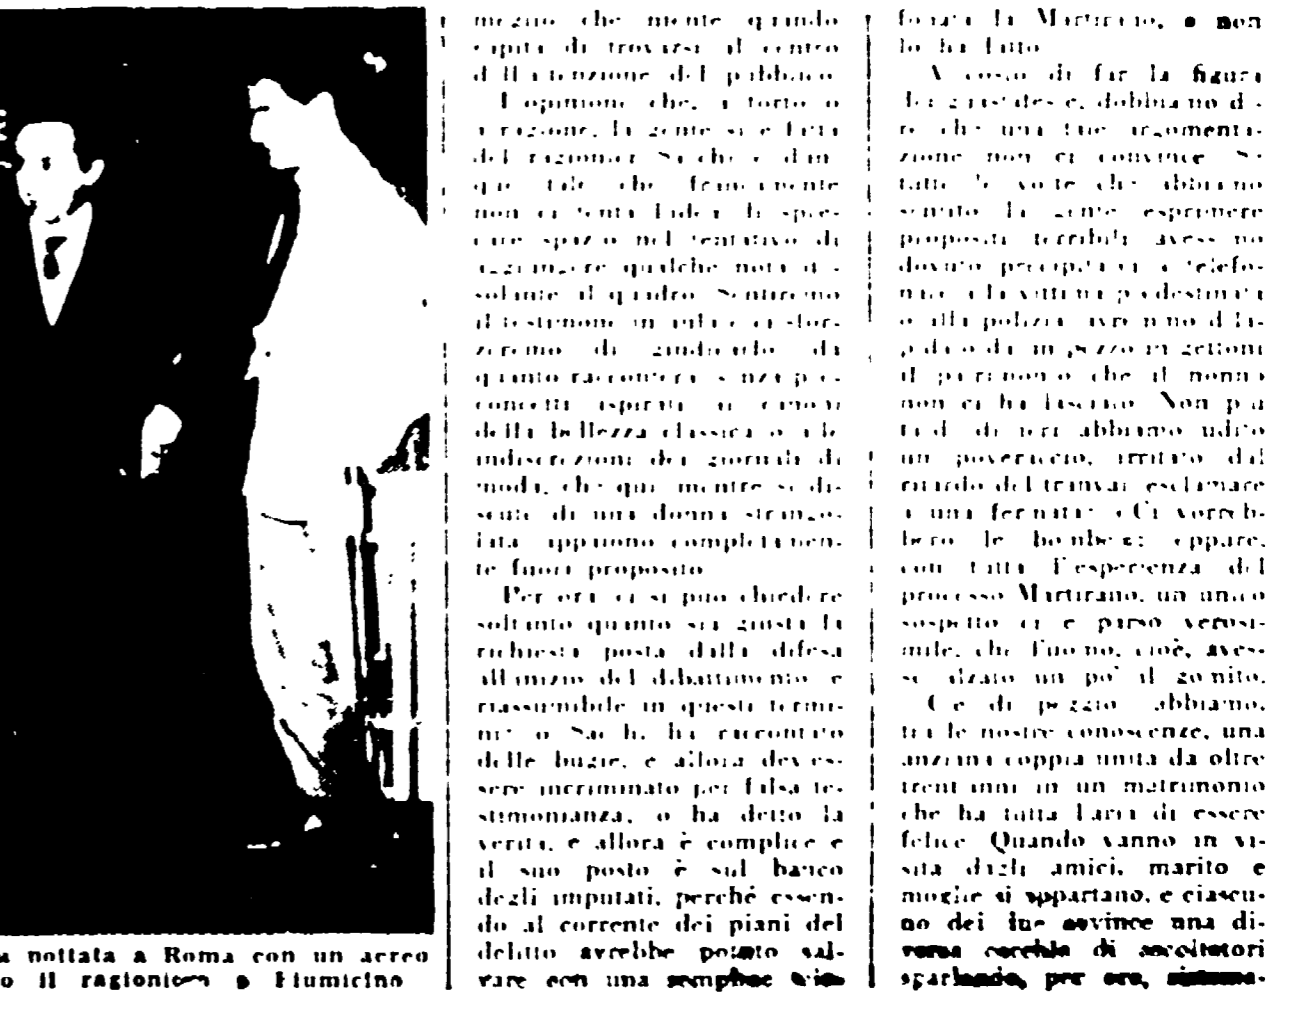 meglio che niente quando
capita di trovarsi al centro
dell'attenzione del pubblico.
L'opinione che, a torto o
a ragione, la gente si è fatta
del ragionier Sacchi è dun-
que tale che francamente
non ci tenta l'idea di spre-
care spazio nel tentativo di
aggiungere qualche nota
solante al quadro. Sentiremo
il testimone in aula e ci sfor-
zeremo di giudicarlo da
quanto racconterà senza pre-
concetti ispirati ai canoni
della bellezza classica o alle
indiscrezioni dei giornali di
moda, che qui, mentre si di-
scute di una donna strango-
lata appaiono completamen-
te fuori proposito.
Per ora ci si può chiedere
soltanto quanto sia giusta la
richiesta posta dalla difesa
all'inizio del dibattimento e
riassumibile in questi termi-
ni: o Sacchi ha raccontato
delle bugie, e allora dev'es-
sere incriminato per falsa te-
stimonianza, o ha detto la
verità, e allora è complice e
il suo posto è sul banco
degli imputati, perché essen-
do al corrente dei piani del
delitto avrebbe potuto sal-
vare con una semplice
la Martirano, e non
lo ha fatto.
A costo di far la figura
dei guastafeste, dobbiamo di-
re che una tale argomenta-
zione non ci convince. Se
tutte le volte che abbiamo
sentito la gente esprimere
propositi terribili avessimo
dovuto precipitarci a telefo-
nare alla vittima predestinata
o alla polizia, avremmo dila-
pidato da un pezzo in gettoni
il patrimonio che il nonno
non ci ha lasciato. Non più
tardi di ieri abbiamo udito
un poveraccio, irritato dal
ritardo del tranvai esclamare
a una fermata: «Ci vorreb-
bero le bombe»; eppure,
con tutta l'esperienza del
processo Martirano, un unico
sospetto ci è parso verosi-
mile, che l'uomo, cioè, aves-
se alzato un po' il gomito.
C'è di peggio: abbiamo,
tra le nostre conoscenze, una
anziana coppia unita da oltre
trent'anni in un matrimonio
che ha tutta l'aria di essere
felice. Quando vanno in vi-
sita dagli amici, marito e
moglie si appartano, e ciascu-
no dei due avvince una di-
versa cerchia di ascoltatori
sparlando, per ore,
nottata a Roma con un aereo
il ragioniere a Fiumicino